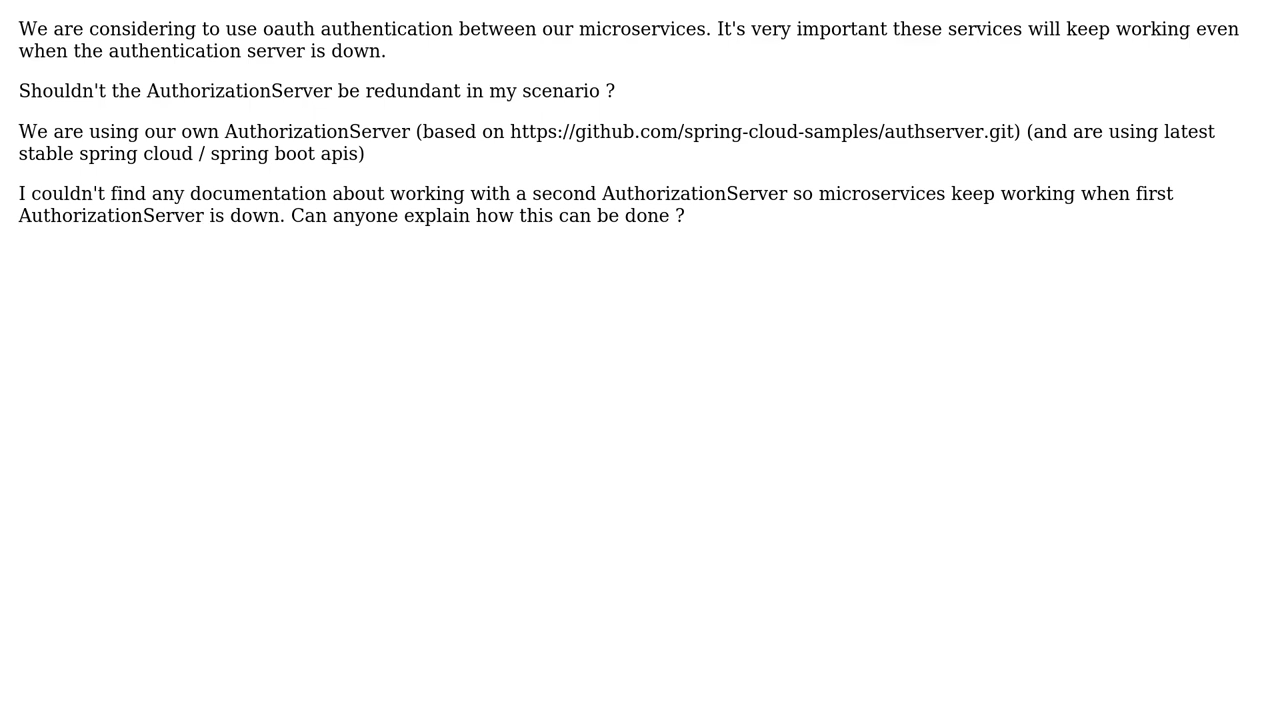 We are considering to use oauth authentication between our microservices. It's very important these services will keep working even
when the authentication server is down.
Shouldn't the AuthorizationServer be redundant in my scenario ?
We are using our own AuthorizationServer (based on https://github.com/spring-cloud-samples/authserver.git) (and are using latest
stable spring cloud / spring boot apis)
I couldn't find any documentation about working with a second AuthorizationServer so microservices keep working when first
AuthorizationServer is down. Can anyone explain how this can be done ?